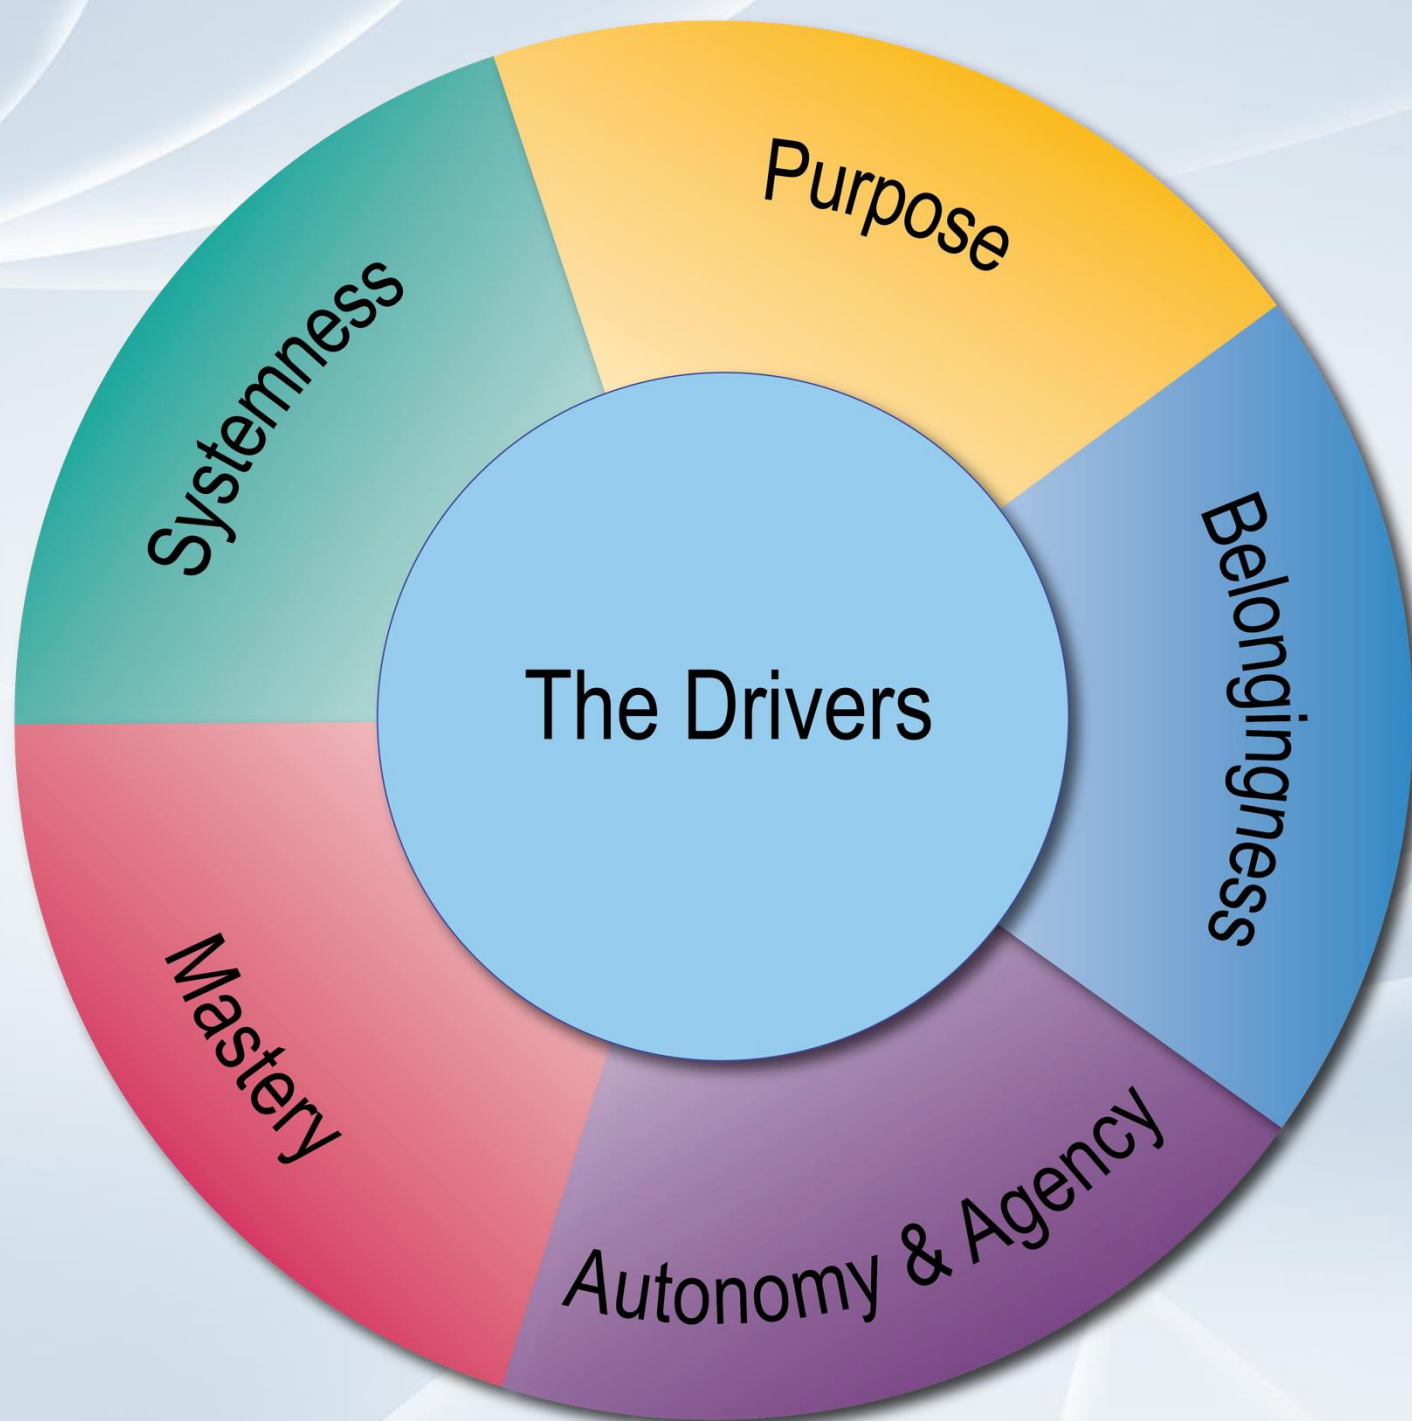 Purpose
Belongingness
Autonomy & Agency
Mastery
Systemness
The Drivers